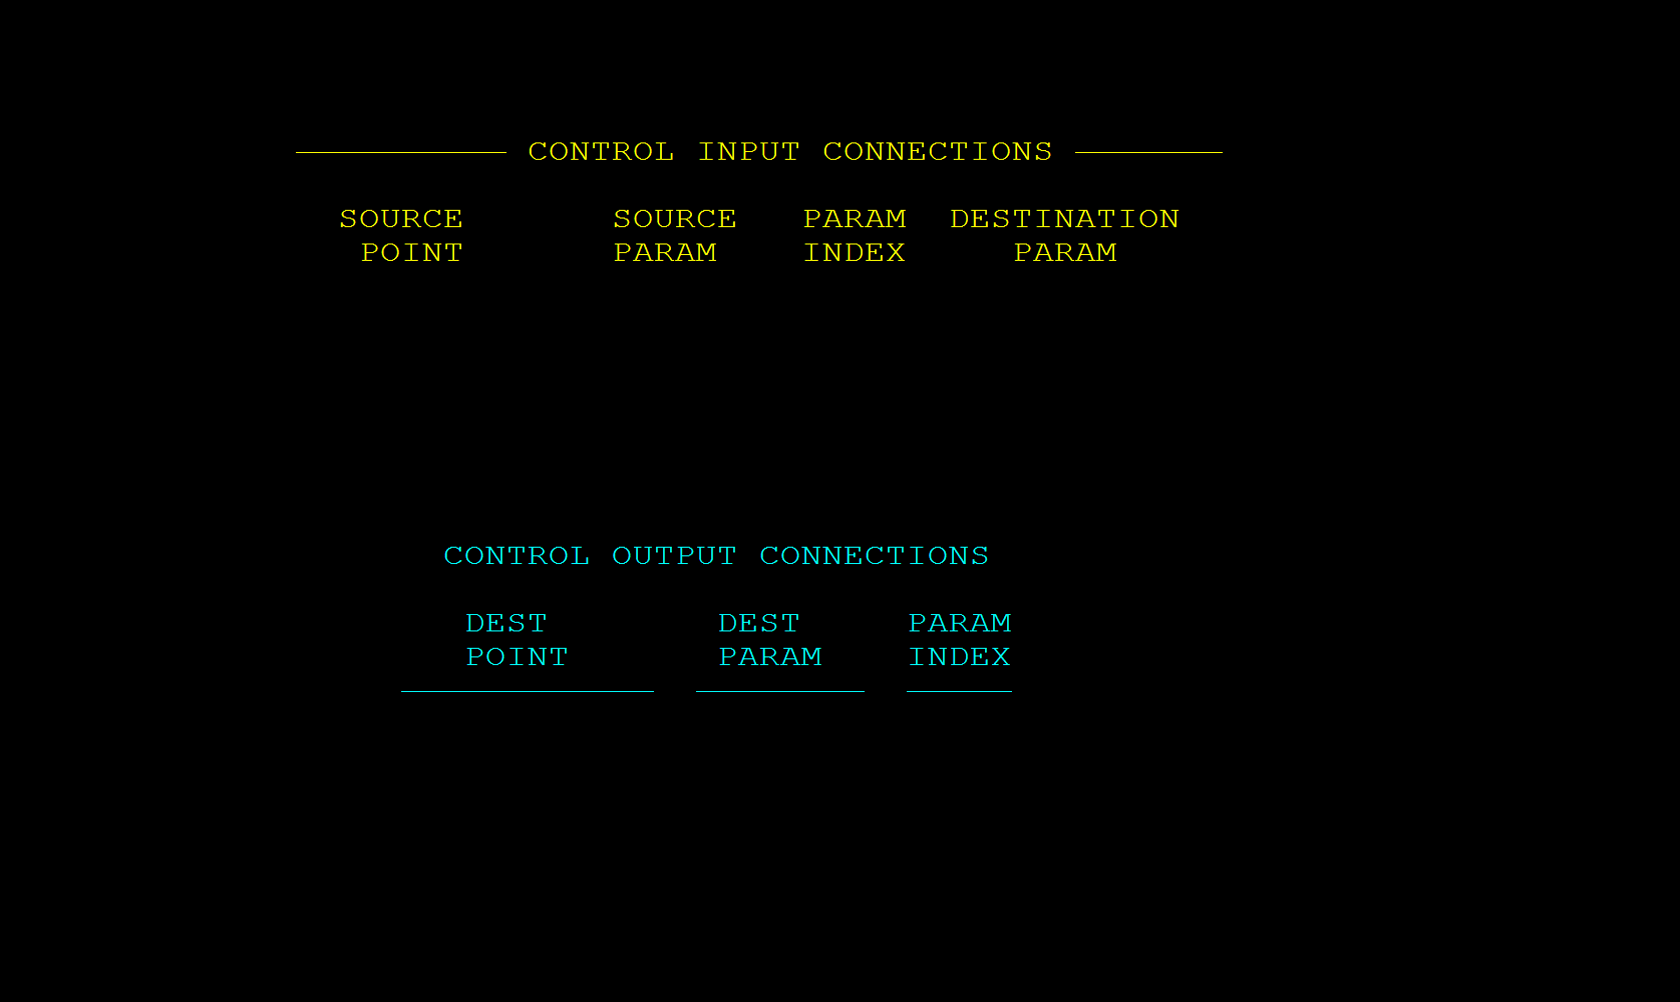 CONTROL INPUT CONNECTIONS
SOURCE SOURCE PARAM DESTINATION
POINT PARAM INDEX PARAM
CONTROL OUTPUT CONNECTIONS
DEST DEST PARAM
POINT PARAM INDEX